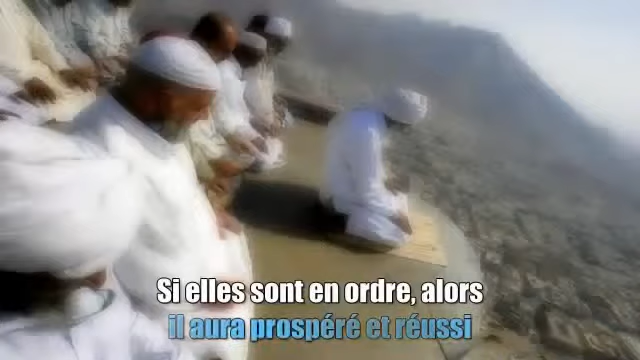 Si elles sont en ordre, alors
il aura prospéré et réussi